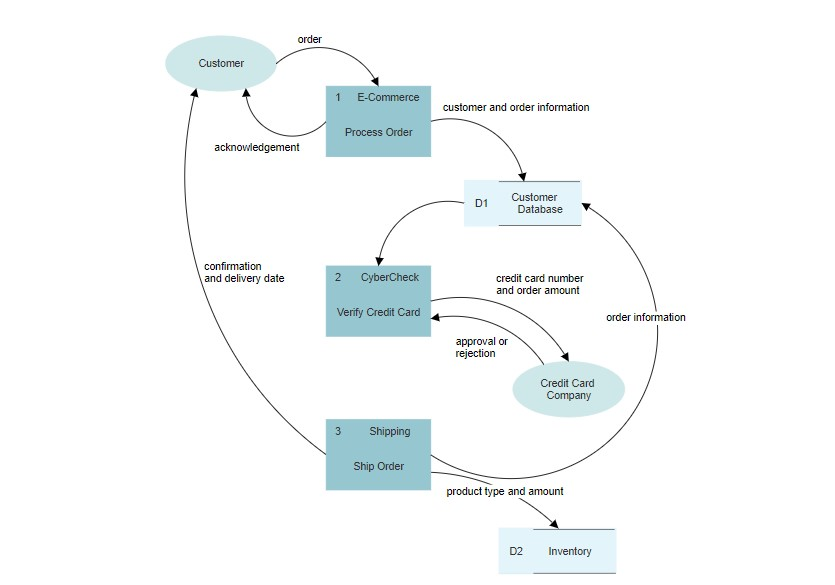 order
Customer
1 E-Commerce
Process Order
customer and order information
acknowledgement
D1
Customer
Database
confirmation
and delivery date
2 CyberCheck
Verify Credit Card
credit card number
and order amount
order information
approval or
rejection
Credit Card
Company
3 Shipping
Ship Order
product type and amount
D2 Inventory